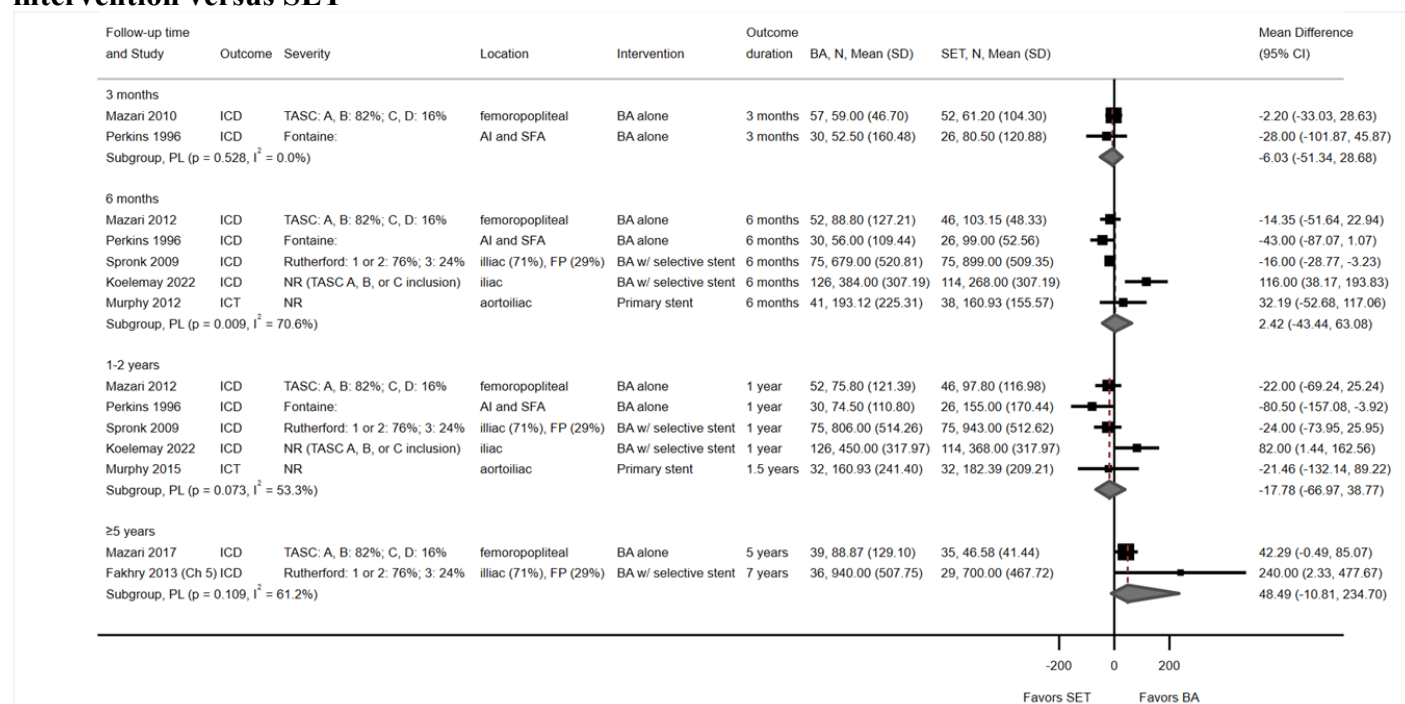 intervention versus SET
Follow-up time Outcome Mean Difference
and Study Outcome Severity Location Intervention duration BA, N, Mean (SD) SET, N, Mean (SD) (95% CI)
3 months
Mazari 2010 ICD TASC: A, B: 82%; C, D: 16% femoropopliteal BA alone 3 months 57, 59.00 (46.70) 52, 61.20 (104.30) -2.20 (-33.03, 28.63)
Perkins 1996 ICD Fontaine: AI and SFA BA alone 3 months 30, 52.50 (160.48) 26, 80.50 (120.88) -28.00 (-101.87, 45.87)
Subgroup, PL (p = 0.528, I² = 0.0%) -6.03 (-51.34, 28.68)
6 months
Mazari 2012 ICD TASC: A, B: 82%; C, D: 16% femoropopliteal BA alone 6 months 52, 88.80 (127.21) 46, 103.15 (48.33) -14.35 (-51.64, 22.94)
Perkins 1996 ICD Fontaine: AI and SFA BA alone 6 months 30, 56.00 (109.44) 26, 99.00 (52.56) -43.00 (-87.07, 1.07)
Spronk 2009 ICD Rutherford: 1 or 2: 76%; 3: 24% illiac (71%), FP (29%) BA w/ selective stent 6 months 75, 679.00 (520.81) 75, 899.00 (509.35) -16.00 (-28.77, -3.23)
Koelemay 2022 ICD NR (TASC A, B, or C inclusion) iliac BA w/ selective stent 6 months 126, 384.00 (307.19) 114, 268.00 (307.19) 116.00 (38.17, 193.83)
Murphy 2012 ICT NR aortoiliac Primary stent 6 months 41, 193.12 (225.31) 38, 160.93 (155.57) 32.19 (-52.68, 117.06)
Subgroup, PL (p = 0.009, I² = 70.6%) 2.42 (-43.44, 63.08)
1-2 years
Mazari 2012 ICD TASC: A, B: 82%; C, D: 16% femoropopliteal BA alone 1 year 52, 75.80 (121.39) 46, 97.80 (116.98) -22.00 (-69.24, 25.24)
Perkins 1996 ICD Fontaine: AI and SFA BA alone 1 year 30, 74.50 (110.80) 26, 155.00 (170.44) -80.50 (-157.08, -3.92)
Spronk 2009 ICD Rutherford: 1 or 2: 76%; 3: 24% illiac (71%), FP (29%) BA w/ selective stent 1 year 75, 806.00 (514.26) 75, 943.00 (512.62) -24.00 (-73.95, 25.95)
Koelemay 2022 ICD NR (TASC A, B, or C inclusion) iliac BA w/ selective stent 1 year 126, 450.00 (317.97) 114, 368.00 (317.97) 82.00 (1.44, 162.56)
Murphy 2015 ICT NR aortoiliac Primary stent 1.5 years 32, 160.93 (241.40) 32, 182.39 (209.21) -21.46 (-132.14, 89.22)
Subgroup, PL (p = 0.073, I² = 53.3%) -17.78 (-66.97, 38.77)
≥5 years
Mazari 2017 ICD TASC: A, B: 82%; C, D: 16% femoropopliteal BA alone 5 years 39, 88.87 (129.10) 35, 46.58 (41.44) 42.29 (-0.49, 85.07)
Fakhry 2013 (Ch 5) ICD Rutherford: 1 or 2: 76%; 3: 24% illiac (71%), FP (29%) BA w/ selective stent 7 years 36, 940.00 (507.75) 29, 700.00 (467.72) 240.00 (2.33, 477.67)
Subgroup, PL (p = 0.109, I² = 61.2%) 48.49 (-10.81, 234.70)
-200 0 200
Favors SET Favors BA